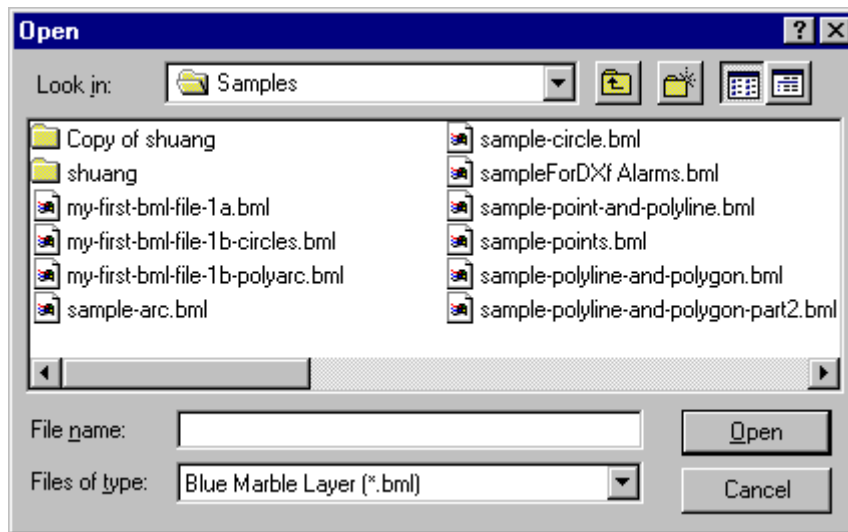 Open
Look in: Samples
Copy of shuang
shuang
my-first-bml-file-1a.bml
my-first-bml-file-1b-circles.bml
my-first-bml-file-1b-polyarc.bml
sample-arc.bml
sample-circle.bml
sampleForDXf Alarms.bml
sample-point-and-polyline.bml
sample-points.bml
sample-polyline-and-polygon.bml
sample-polyline-and-polygon-part2.bml
File name: Open
Files of type: Blue Marble Layer (*.bml) Cancel